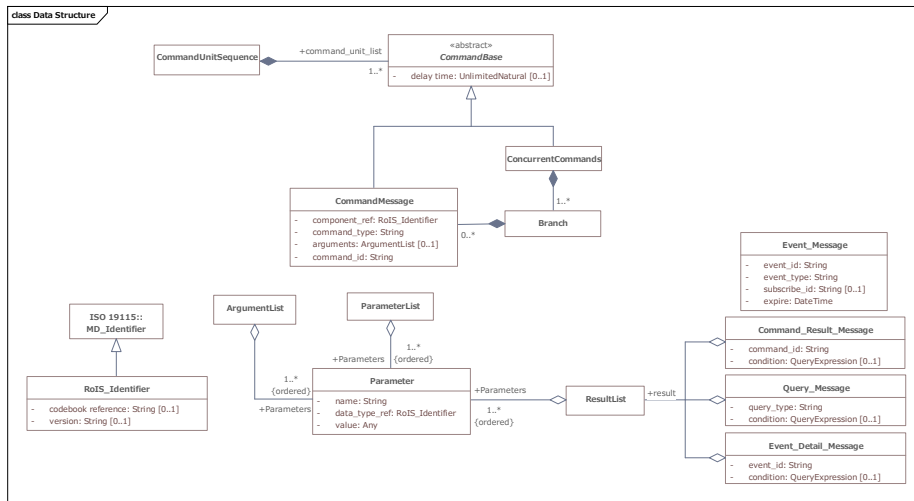 class Data Structure
CommandUnitSequence
+command_unit_list
1..*
«abstract»
CommandBase
- delay time: UnlimitedNatural [0..1]
ConcurrentCommands
1..*
CommandMessage
- component_ref: RoIS_Identifier
- command_type: String
- arguments: ArgumentList [0..1]
- command_id: String
0..*
Branch
Event_Message
- event_id: String
- event_type: String
- subscribe_id: String [0..1]
- expire: DateTime
ISO 19115::
MD_Identifier
ArgumentList
ParameterList
1..*
+Parameters {ordered}
Command_Result_Message
- command_id: String
- condition: QueryExpression [0..1]
RoIS_Identifier
- codebook reference: String [0..1]
- version: String [0..1]
1..*
{ordered}
+Parameters
Parameter
- name: String
- data_type_ref: RoIS_Identifier
- value: Any
+Parameters
1..*
{ordered}
ResultList
+result
Query_Message
- query_type: String
- condition: QueryExpression [0..1]
Event_Detail_Message
- event_id: String
- condition: QueryExpression [0..1]